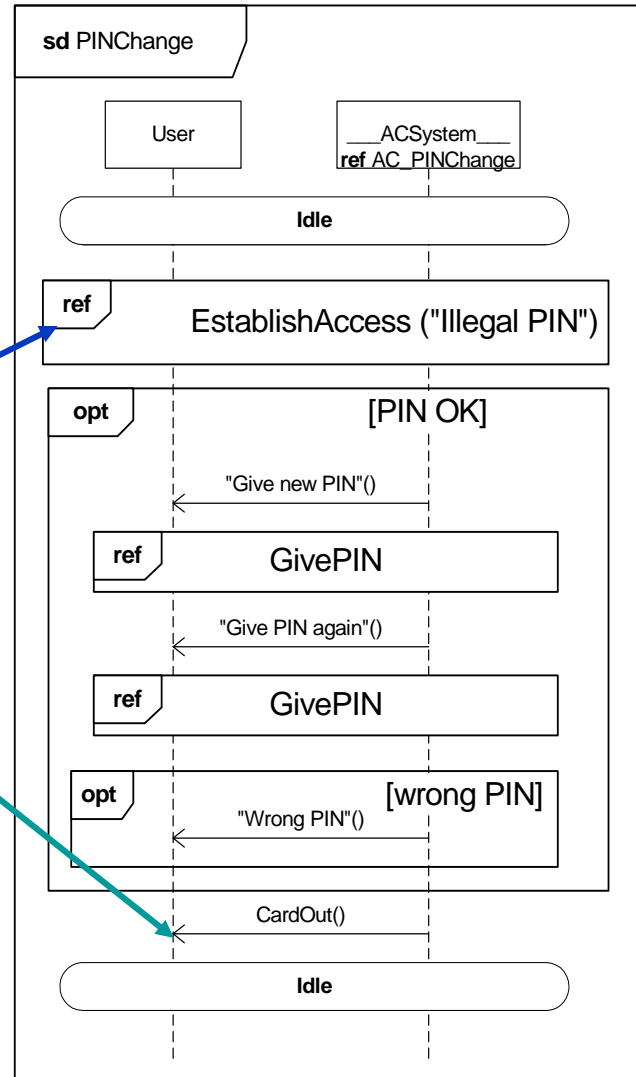 sd PINChange
User
___ACSystem___
ref AC_PINChange
Idle
ref
EstablishAccess ("Illegal PIN")
opt
[PIN OK]
"Give new PIN"()
ref
GivePIN
"Give PIN again"()
ref
GivePIN
opt
[wrong PIN]
"Wrong PIN"()
CardOut()
Idle